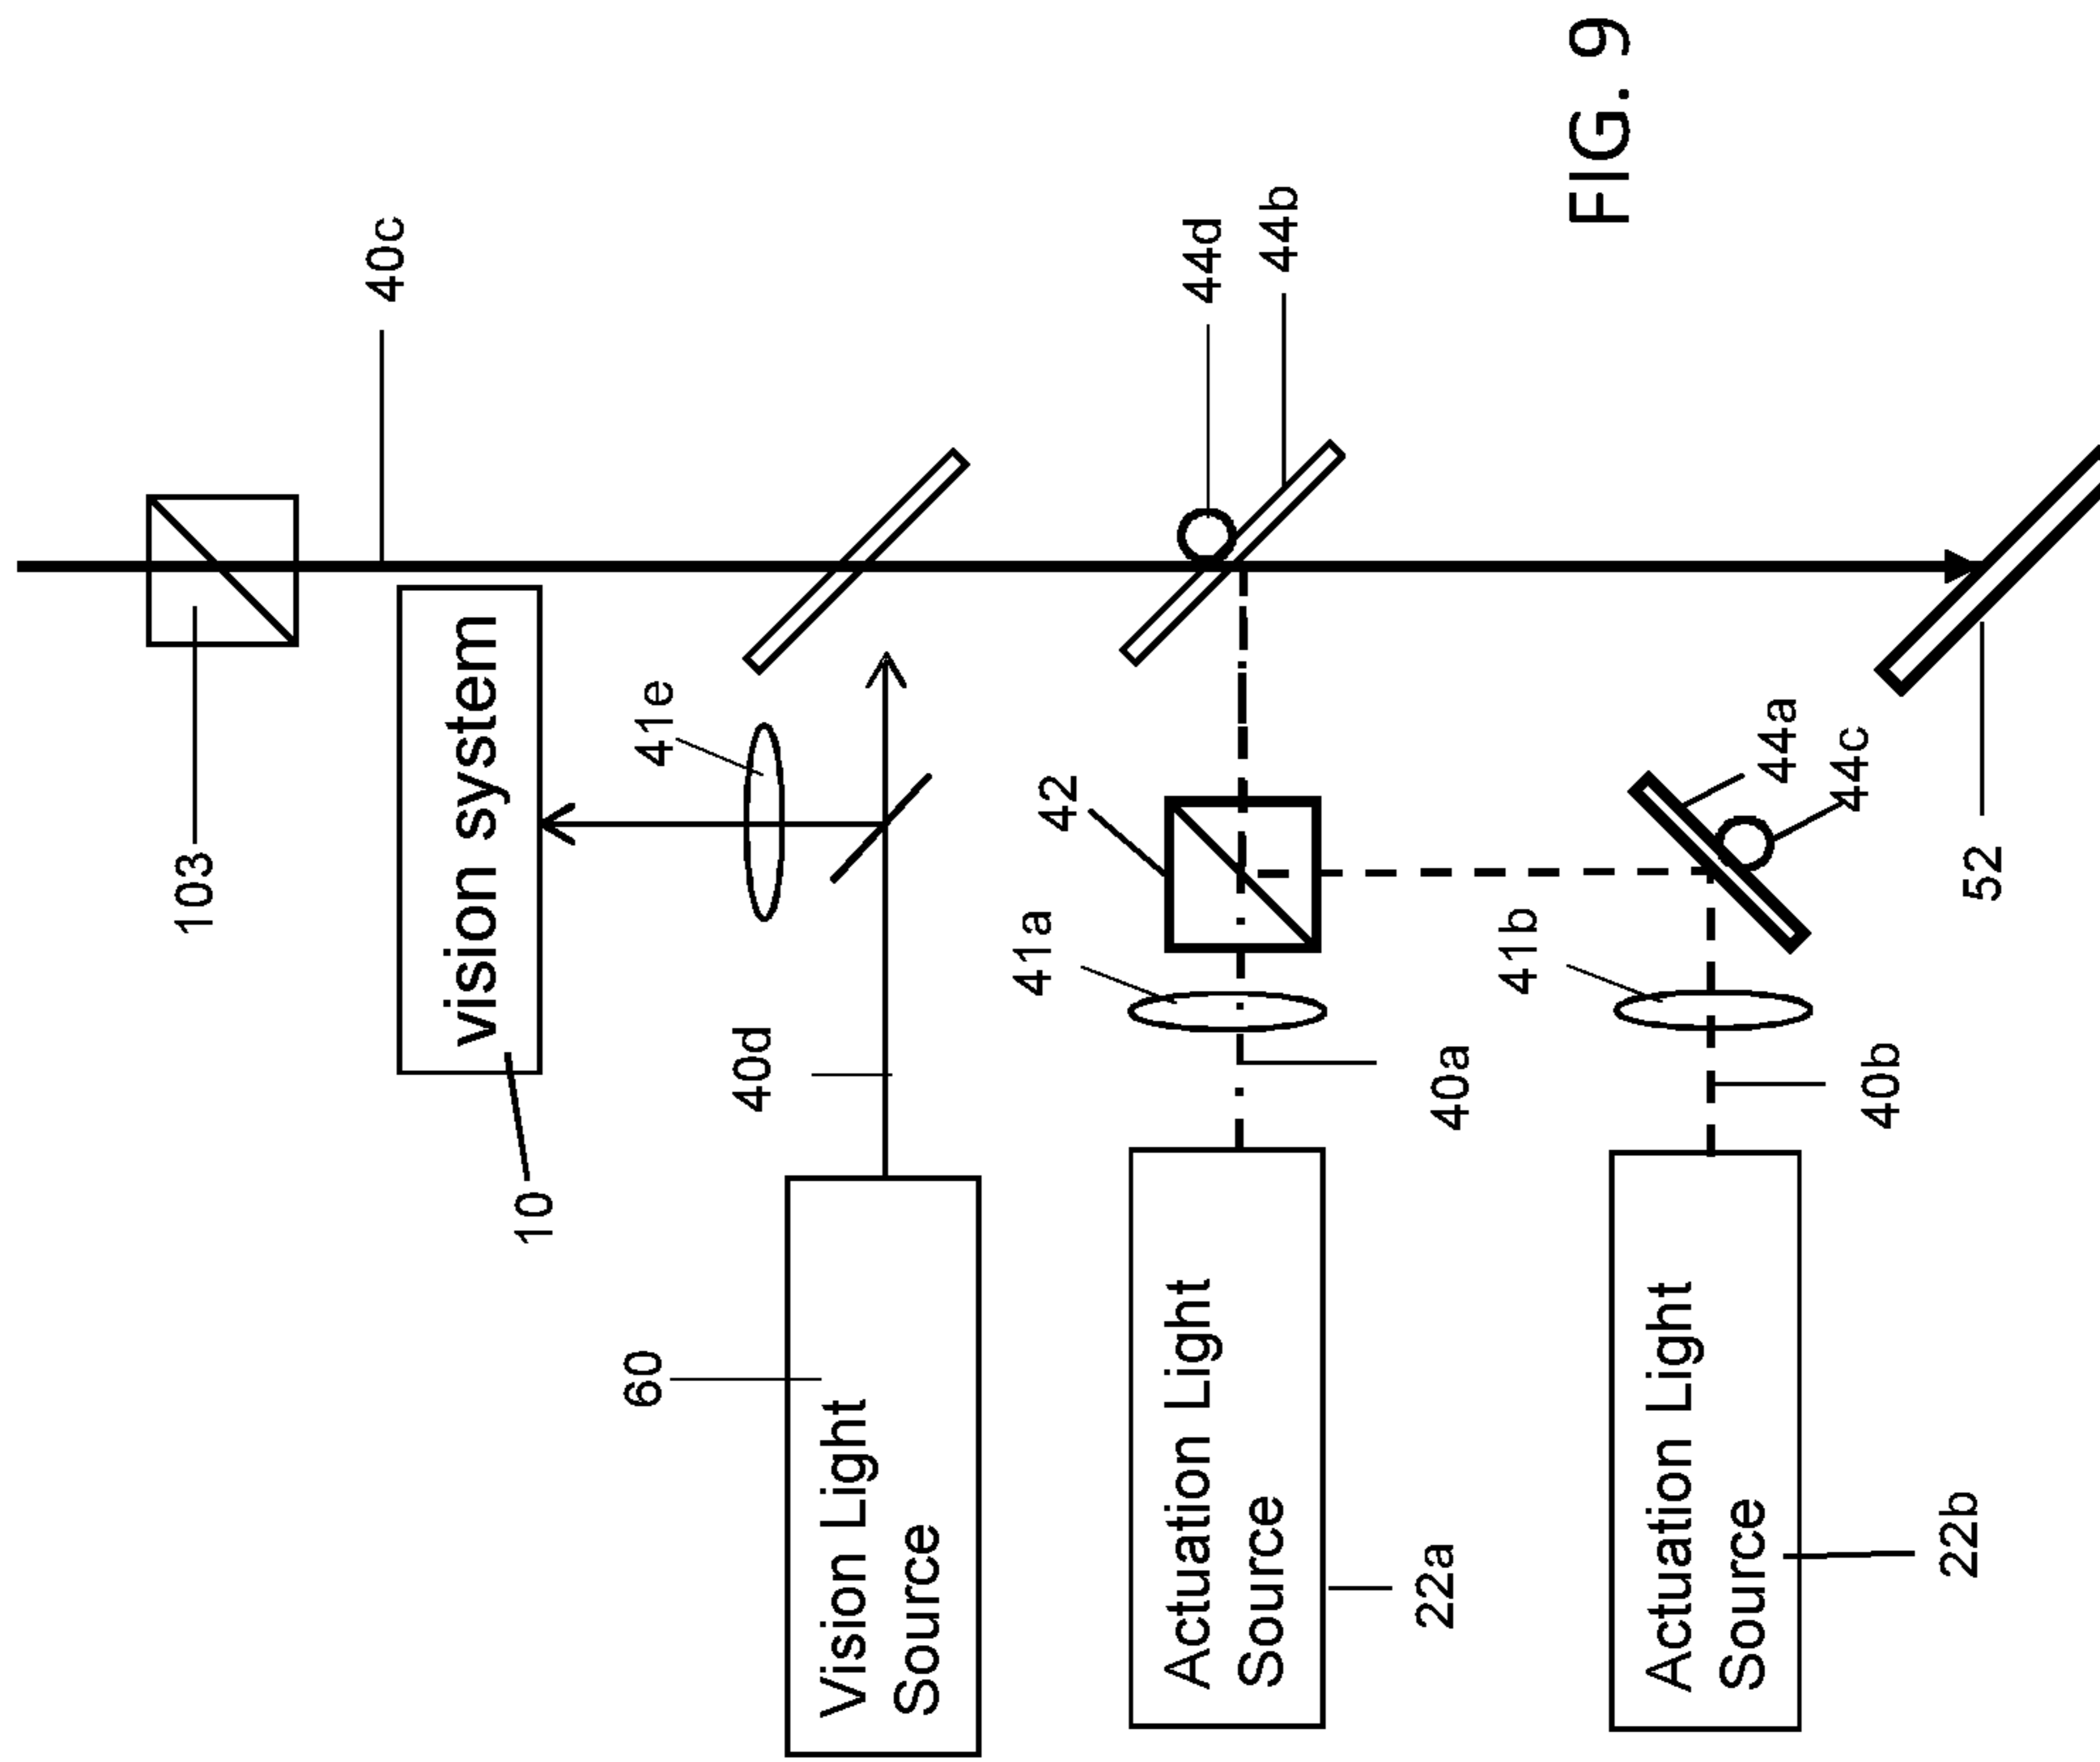 FIG. 9
40c
44d
44b
103
vision system
41e
42
44a
44c
52
41a
41b
40d
40a
40b
10
60
Vision Light
Source
Actuation Light
Source
22a
Actuation Light
Source
22b